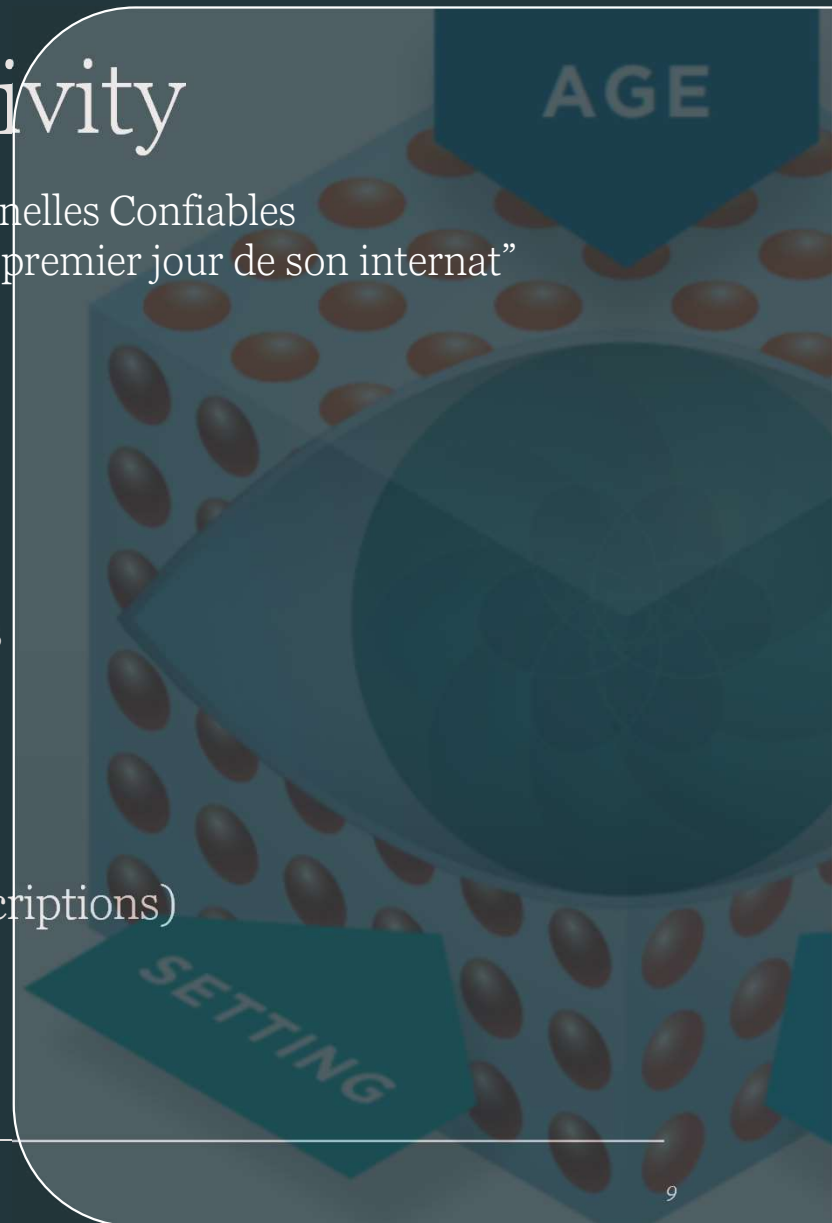 ivity
AGE
nelles Confiables
premier jour de son internat”
criptions)
SETTING
9